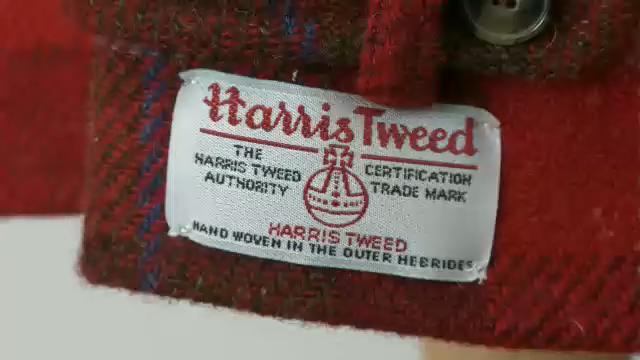 Harris Tweed
THE
HARRIS TWEED
AUTHORITY
CERTIFICATION
TRADE MARK
HARRIS TWEED
HAND WOVEN IN THE OUTER HEBRIDES